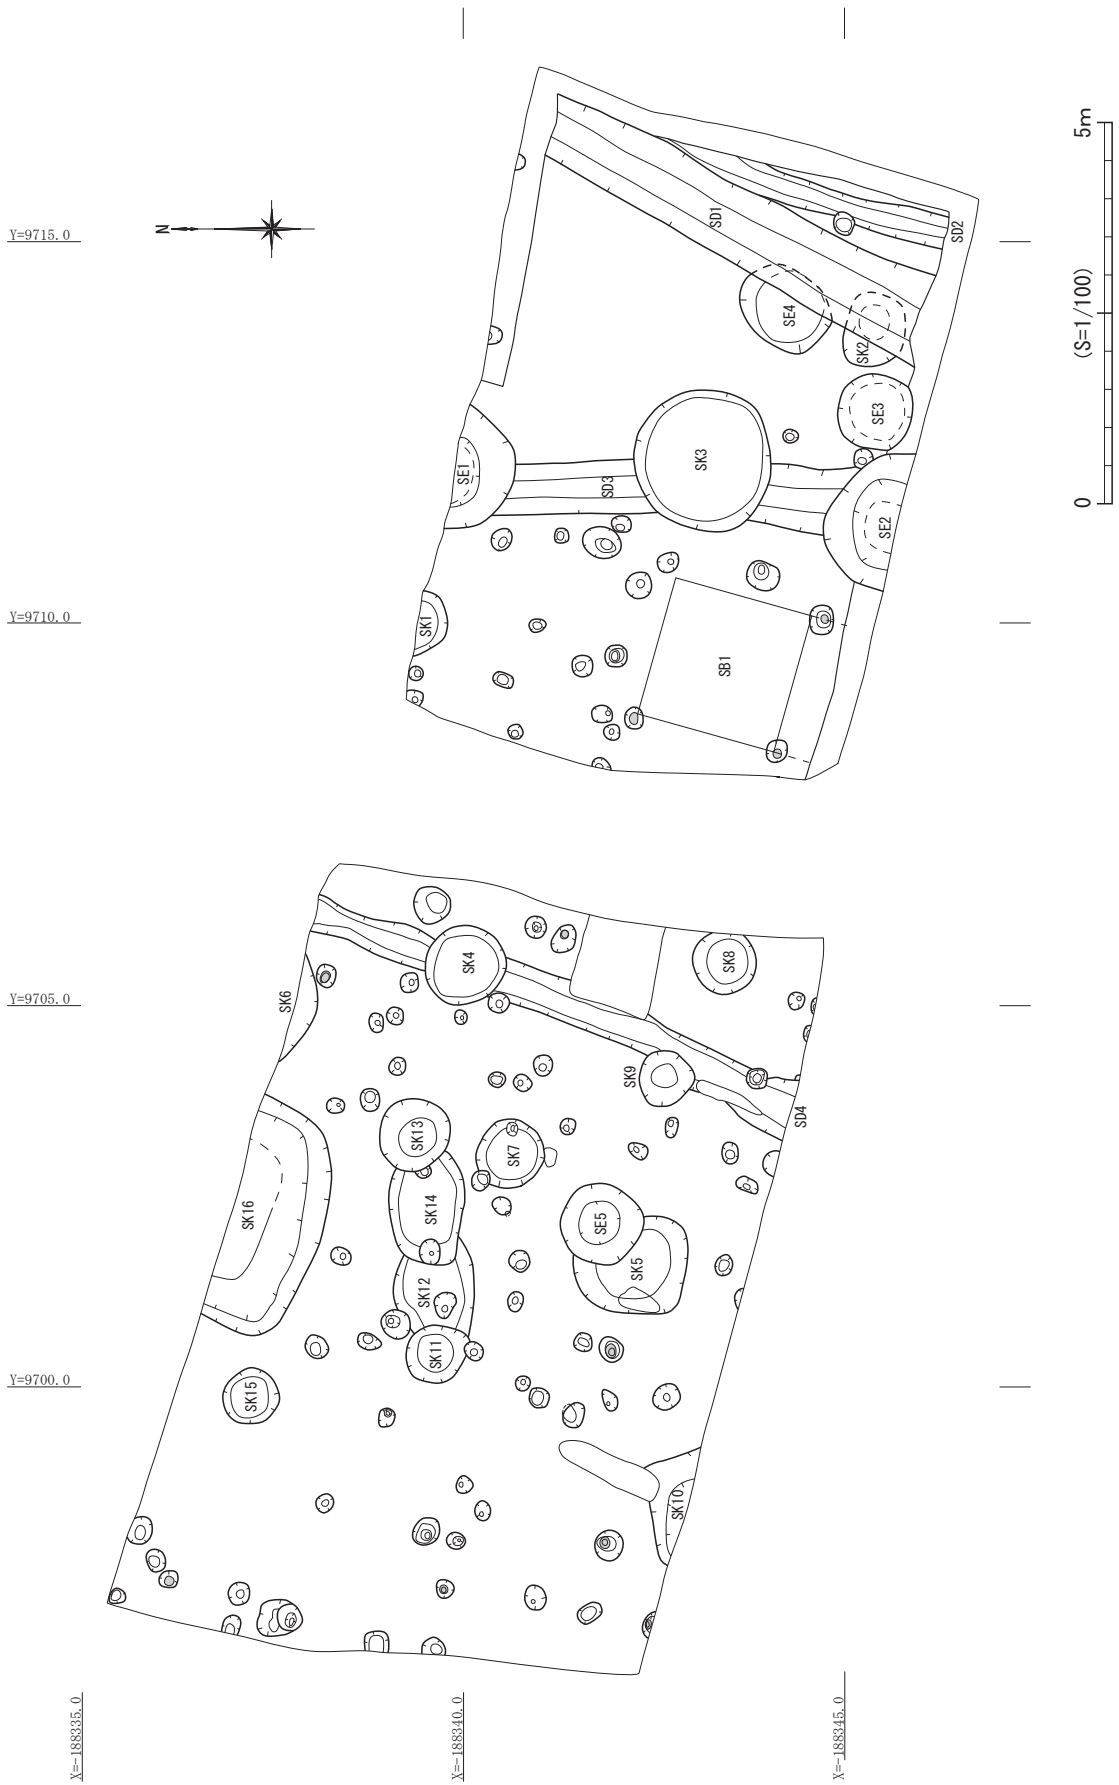 N
Y=9715.0
Y=9710.0
Y=9705.0
Y=9700.0
X=-188335.0
X=-188340.0
X=-188345.0
0
5m
(S=1/100)
SD1
SD2
SE4
SK2
SE3
SE1
SD3
SK3
SE2
SK1
SB1
SK4
SK8
SK6
SK9
SD4
SK13
SK7
SK16
SK14
SE5
SK5
SK12
SK11
SK15
SK10